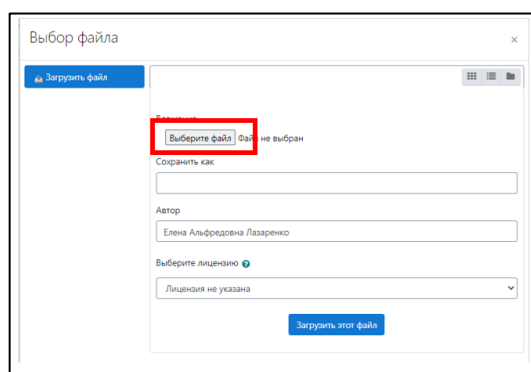 Выбор файла
×
Загрузить файл
Вложение
Выберите файл Файл не выбран
Сохранить как
Автор
Елена Альфредовна Лазаренко
Выберите лицензию ?
Лицензия не указана
Загрузить этот файл